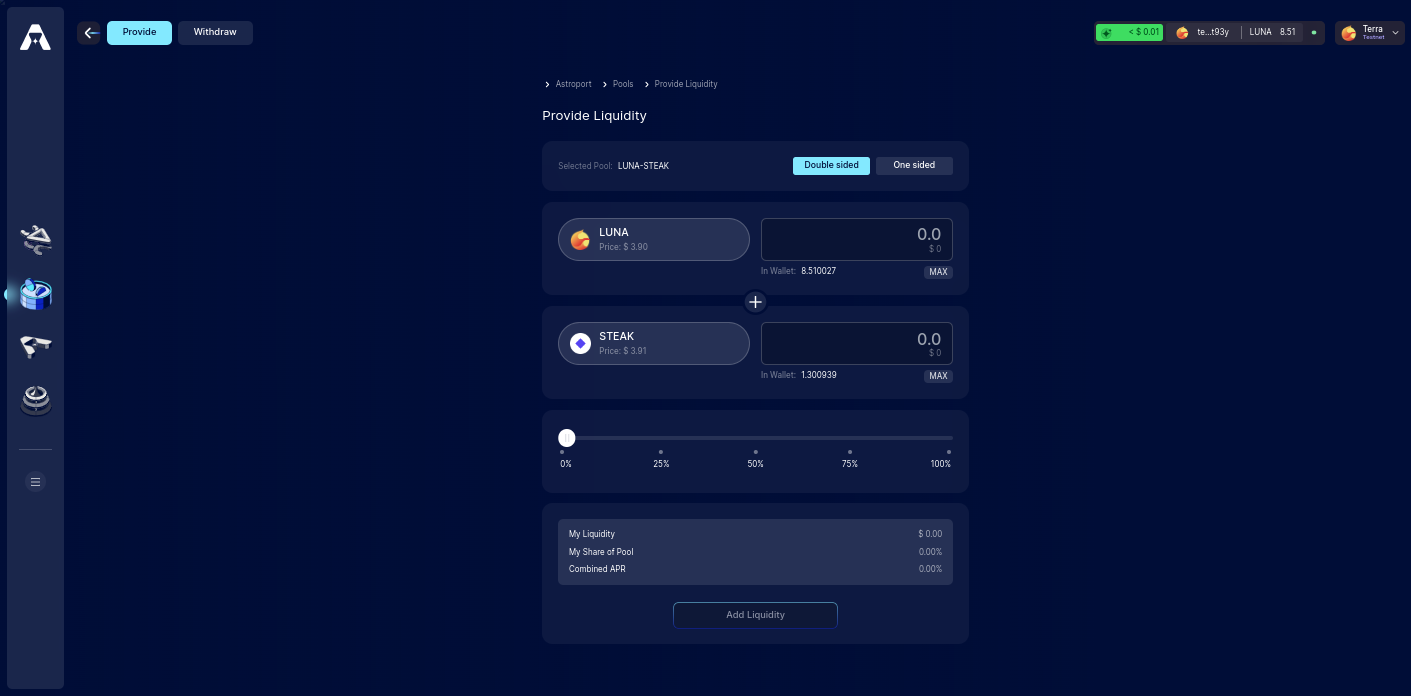 Provide Withdraw
< $ 0.01 te...t93y LUNA 8.51 Terra
Testnet
Astroport Pools Provide Liquidity
Provide Liquidity
Selected Pool: LUNA-STEAK Double sided One sided
LUNA
Price: $ 3.90
0.0
$ 0
In Wallet: 8.510027 MAX
STEAK
Price: $ 3.91
0.0
$ 0
In Wallet: 1.300939 MAX
0% 25% 50% 75% 100%
My Liquidity $ 0.00
My Share of Pool 0.00%
Combined APR 0.00%
Add Liquidity